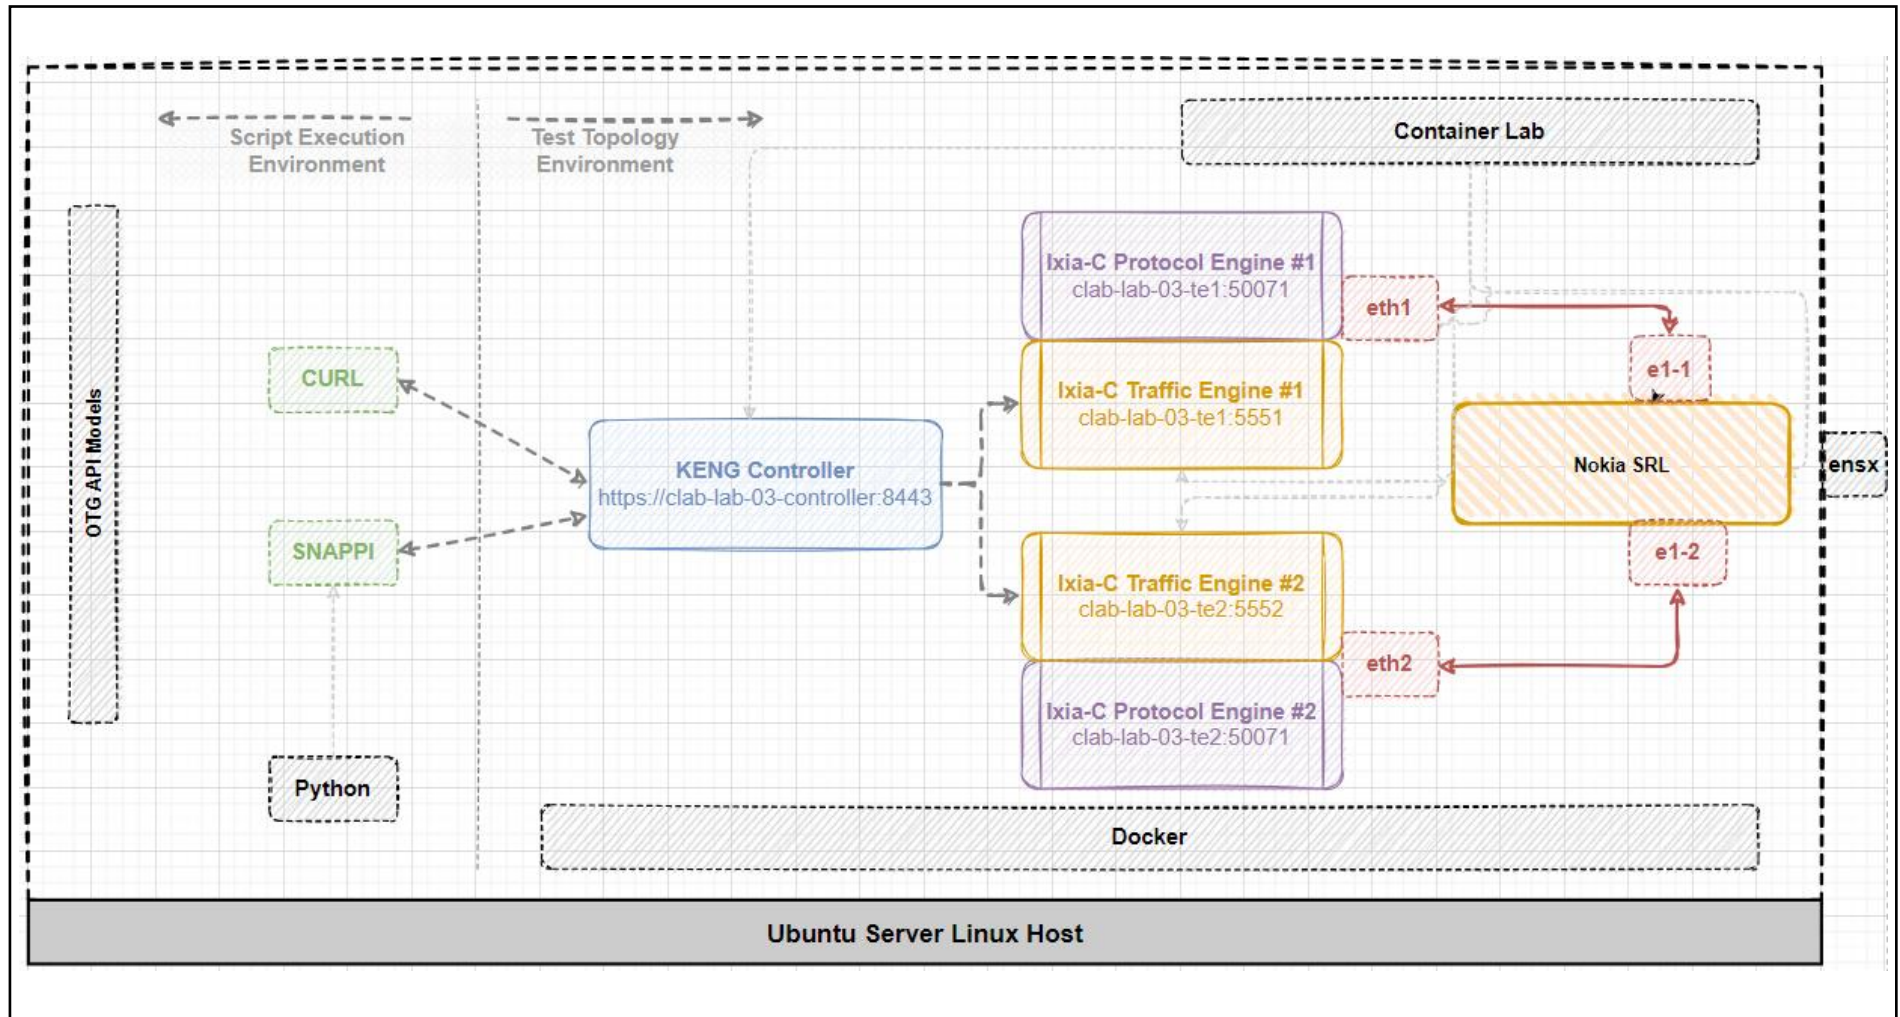 Script Execution
Environment
Test Topology
Environment
Container Lab
OTG API Models
Ixia-C Protocol Engine #1
clab-lab-03-te1:50071
eth1
e1-1
CURL
Ixia-C Traffic Engine #1
clab-lab-03-te1:5551
KENG Controller
https://clab-lab-03-controller:8443
Nokia SRL
ensx
SNAPPI
e1-2
Ixia-C Traffic Engine #2
clab-lab-03-te2:5552
eth2
Ixia-C Protocol Engine #2
clab-lab-03-te2:50071
Python
Docker
Ubuntu Server Linux Host